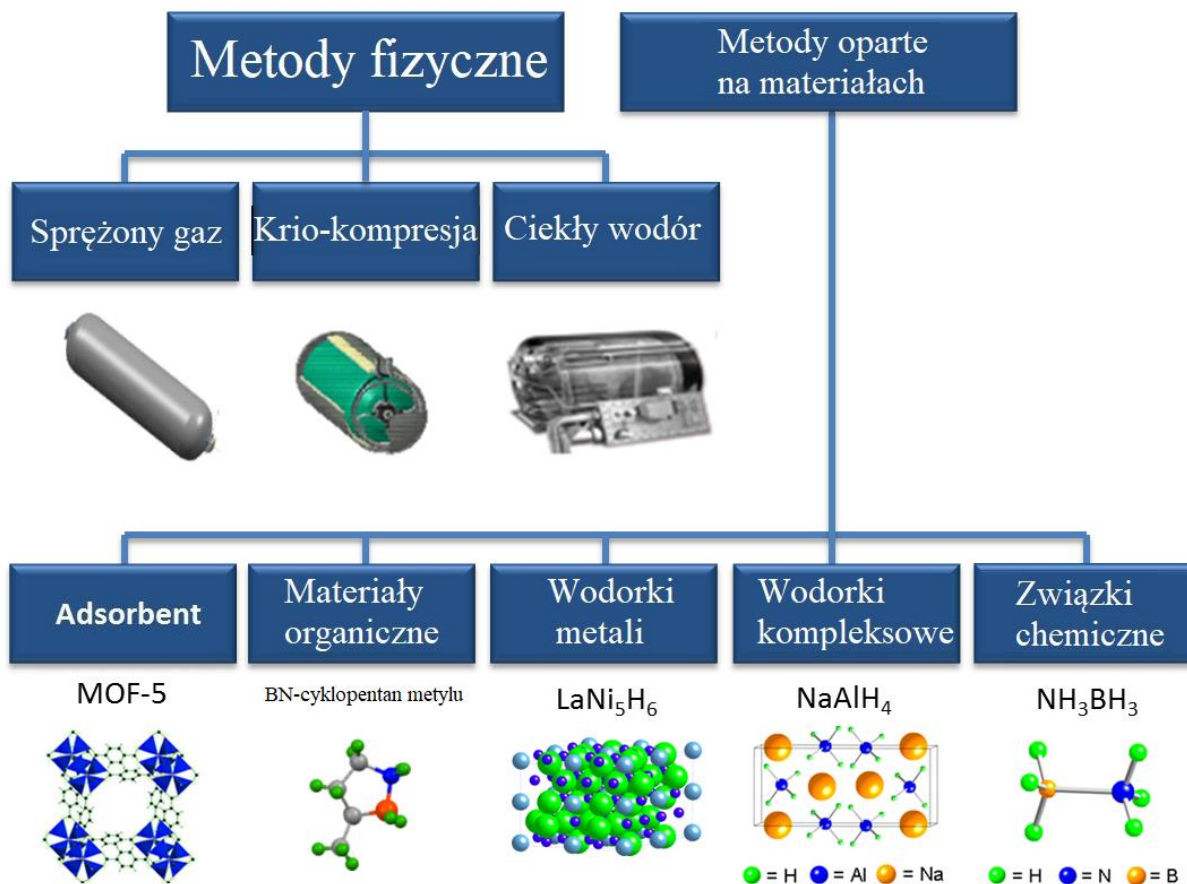 Metody fizyczne
Metody oparte
na materiałach
Sprężony gaz
Krio-kompresja
Ciekły wodór
Adsorbent
Materiały
organiczne
Wodorki
metali
Wodorki
kompleksowe
Związki
chemiczne
MOF-5
BN-cyklopentan metylu
LaNi₅H₆
NaAlH₄
NH₃BH₃
= H = Al = Na
= H = N = B